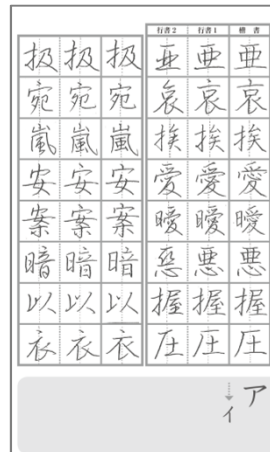 楷書 行書1 行書2
亜 亜 亜
哀 哀 哀
挨 挨 挨
愛 愛 愛
曖 曖 曖
悪 悪 悪
握 握 握
圧 圧 圧
扱 扱 扱
宛 宛 宛
嵐 嵐 嵐
安 安 安
案 案 案
暗 暗 暗
以 以 以
衣 衣 衣
ア
イ